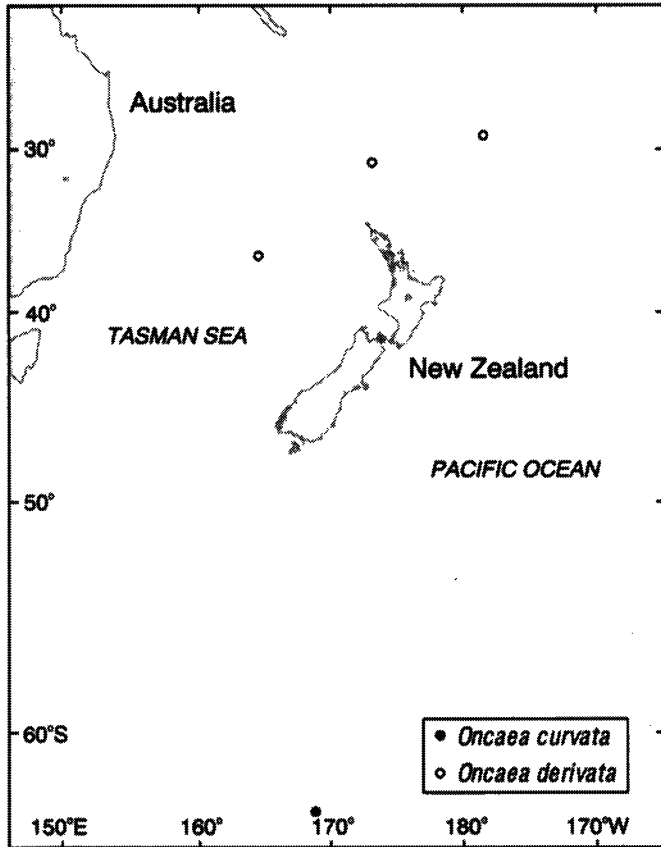 Australia
30°
40°
TASMAN SEA
New Zealand
PACIFIC OCEAN
50°
60°S
Oncaea curvata
Oncaea derivata
150°E 160° 170° 180° 170°W